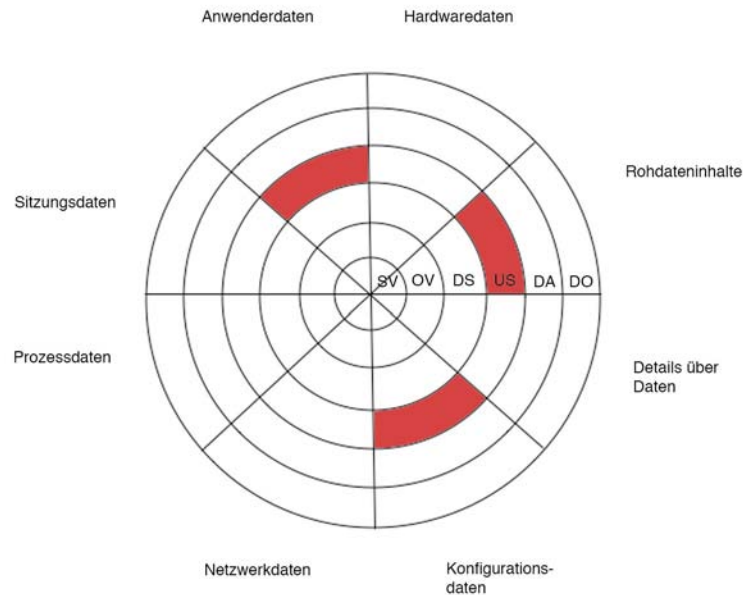 Anwenderdaten
Hardwaredaten
Rohdateninhalte
Sitzungsdaten
SV OV DS US DA DO
Prozessdaten
Details über
Daten
Netzwerkdaten
Konfigurations-
daten